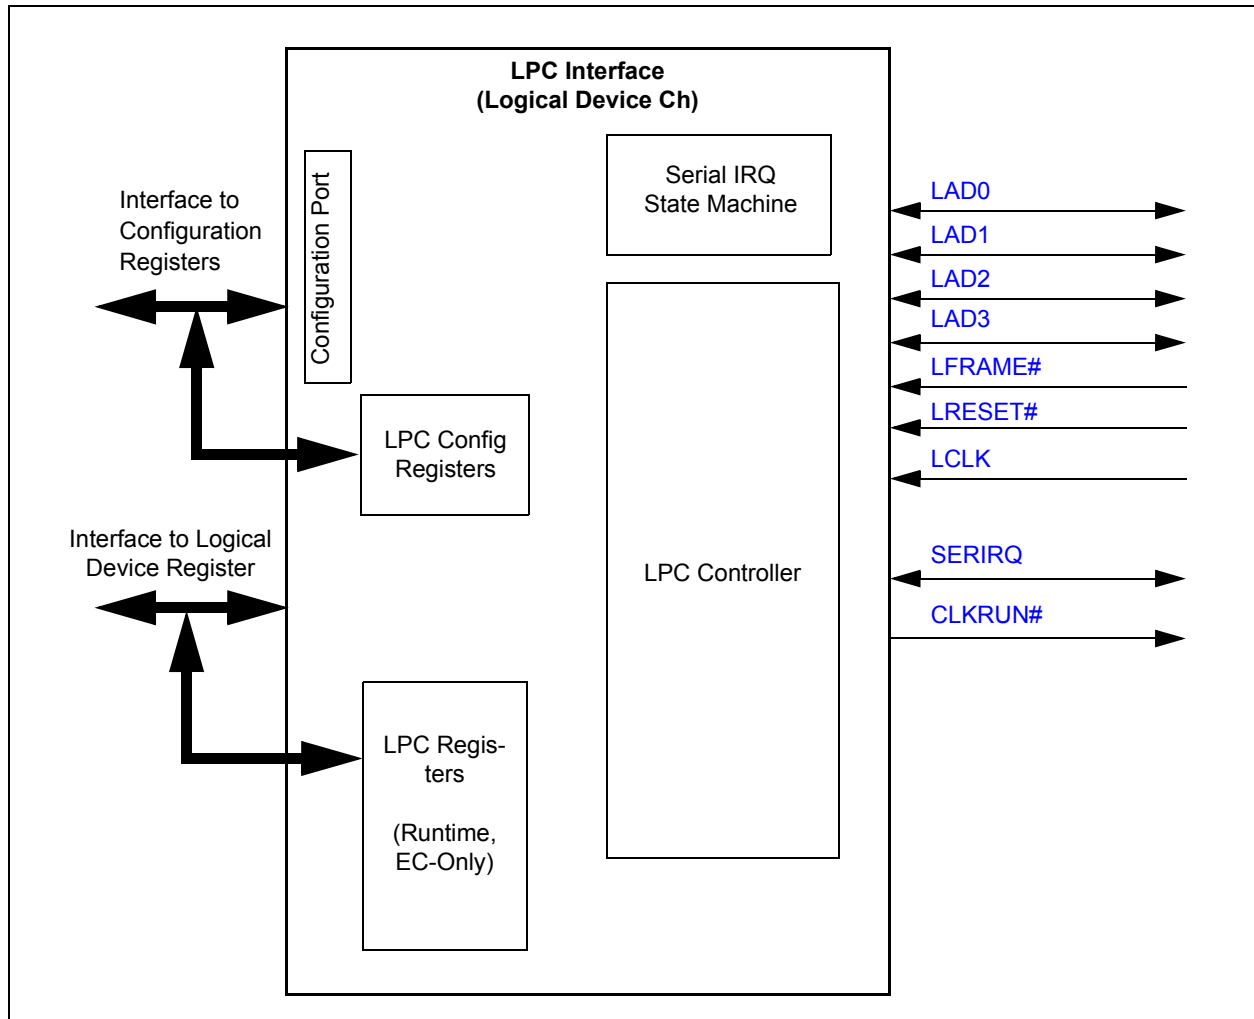 LPC Interface
(Logical Device Ch)
Interface to
Configuration
Registers
Configuration Port
Serial IRQ
State Machine
LAD0
LAD1
LAD2
LAD3
LFRAME#
LRESET#
LCLK
LPC Config
Registers
Interface to Logical
Device Register
LPC Controller
SERIRQ
CLKRUN#
LPC Regis-
ters
(Runtime,
EC-Only)